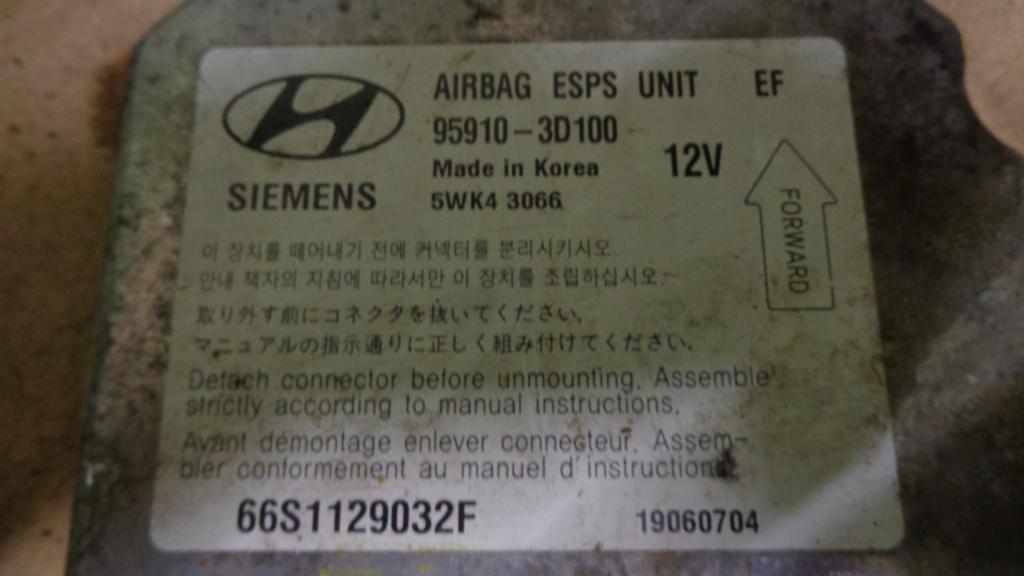 AIRBAG ESPS UNIT EF
95910-3D100
12V
Made in Korea
SIEMENS
5WK4 3066
FORWARD
이 장치를 떼어내기 전에 커넥터를 분리시키시오.
안내 책자의 지침에 따라서만 이 장치를 조립하십시오.
取り外す前にコネクタを抜いてください、
マニュアルの指示通りに正しく組み付けてください、
Detach connector before unmounting. Assemble
strictly according to manual instructions.
Avant démontage enlever connecteur. Assem-
bler conformément au manuel d'instructions.
66S1129032F
19060704